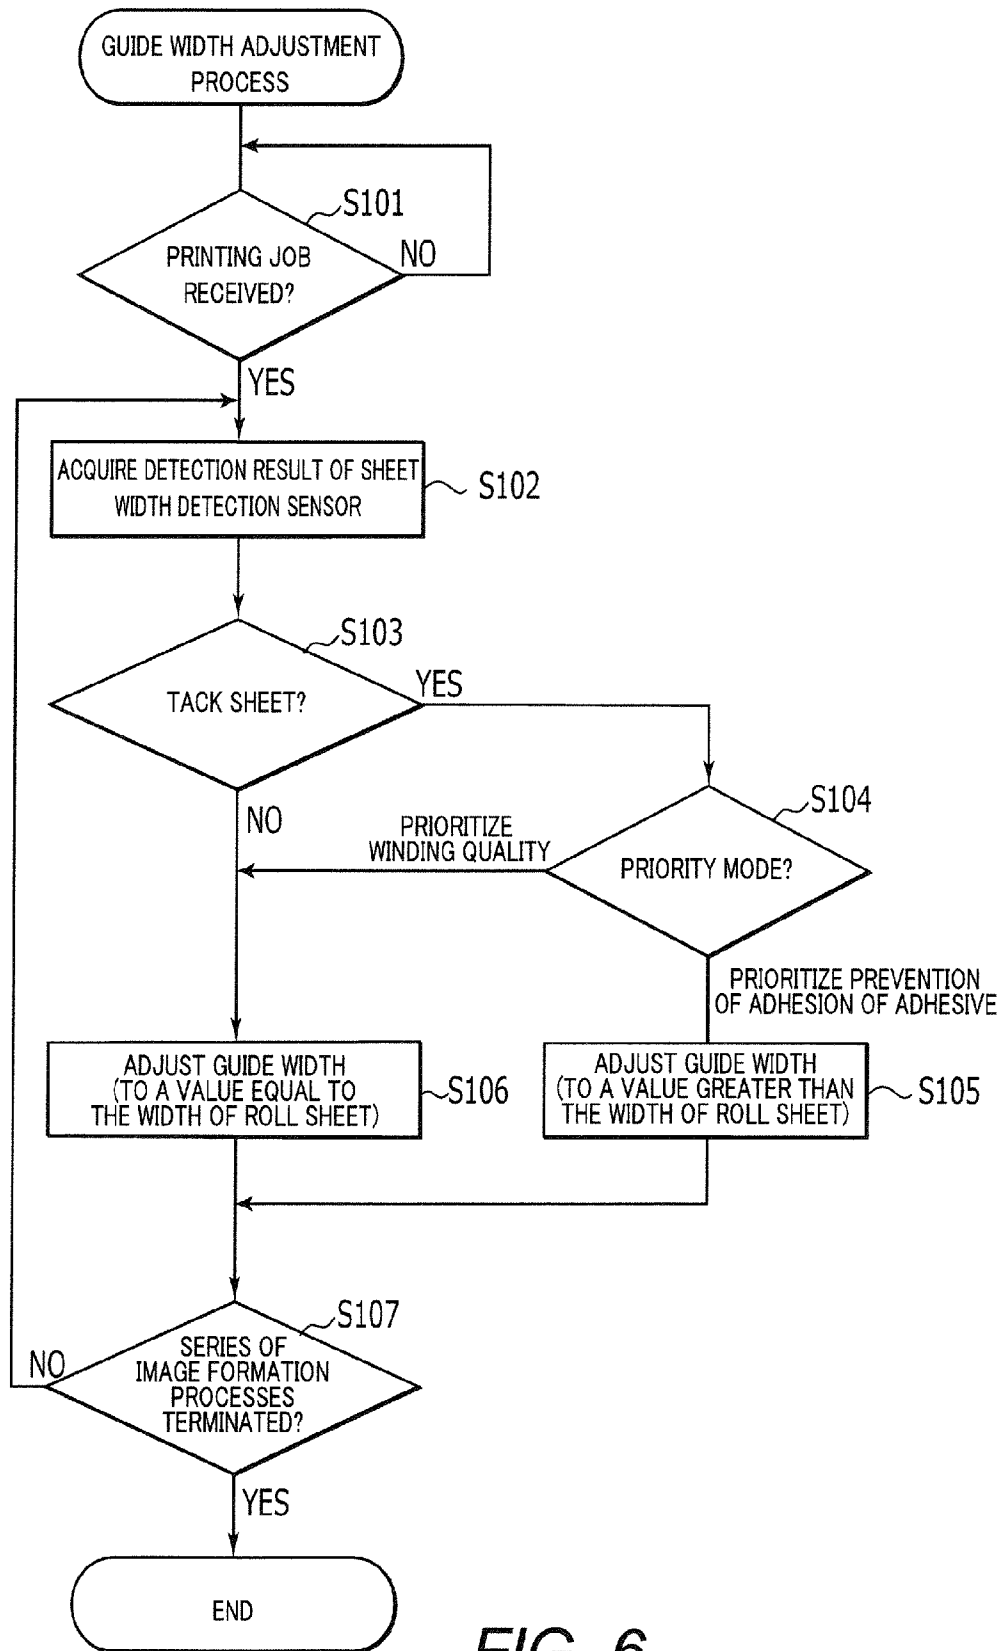 GUIDE WIDTH ADJUSTMENT
PROCESS
S101
PRINTING JOB
RECEIVED?
NO
YES
ACQUIRE DETECTION RESULT OF SHEET
WIDTH DETECTION SENSOR
S102
S103
TACK SHEET?
YES
NO
S104
PRIORITY MODE?
PRIORITIZE
WINDING QUALITY
PRIORITIZE PREVENTION
OF ADHESION OF ADHESIVE
ADJUST GUIDE WIDTH
(TO A VALUE EQUAL TO
THE WIDTH OF ROLL SHEET)
S106
ADJUST GUIDE WIDTH
(TO A VALUE GREATER THAN
THE WIDTH OF ROLL SHEET)
S105
S107
SERIES OF
IMAGE FORMATION
PROCESSES
TERMINATED?
NO
YES
END
FIG. 6